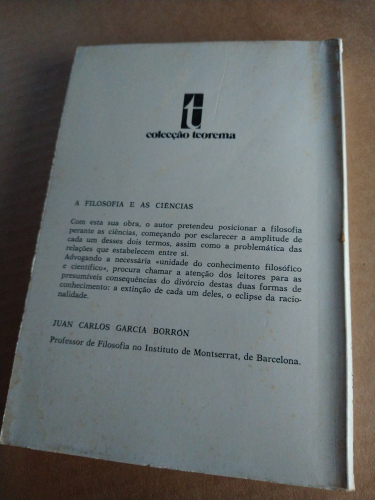 t
colecção teorema
A FILOSOFIA E AS CIÊNCIAS
Com esta sua obra, o autor pretendeu posicionar a filosofia
perante as ciências, começando por esclarecer a amplitude de
cada um desses dois termos, assim como a problemática das
relações que estabelecem entre si.
Advogando a necessária «unidade do conhecimento filosófico
e científico», procura chamar a atenção dos leitores para as
presumíveis consequências do divórcio destas duas formas de
conhecimento: a extinção de cada um deles, o eclipse da racio-
nalidade.
JUAN CARLOS GARCÍA BORRÓN
Professor de Filosofia no Instituto de Montserrat, de Barcelona.